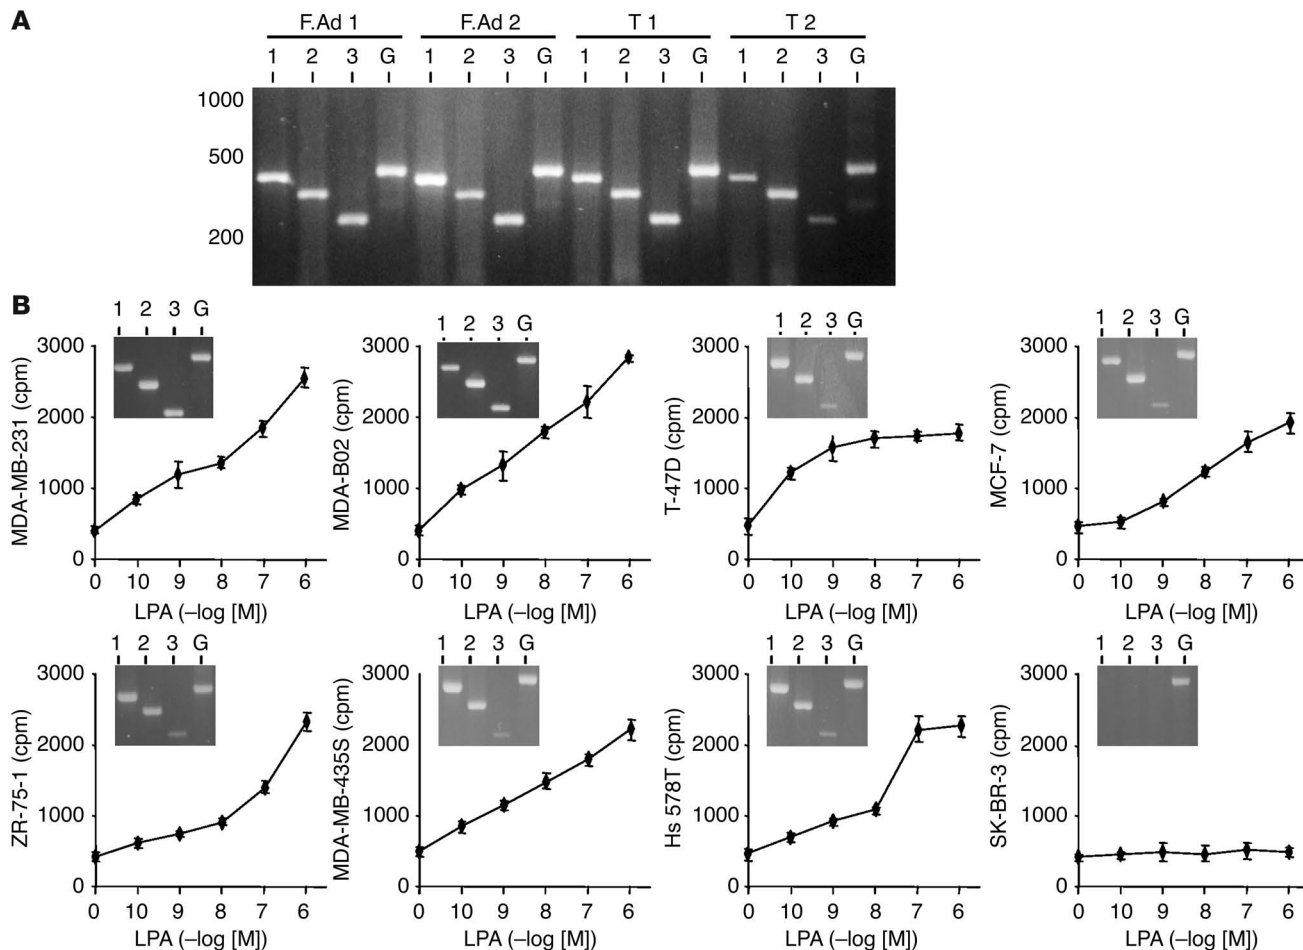 A
F.Ad 1 F.Ad 2 T 1 T 2
1 2 3 G 1 2 3 G 1 2 3 G 1 2 3 G
1000
500
200
B
1 2 3 G
3000
2000
1000
0
MDA-MB-231 (cpm)
0 10 9 8 7 6
LPA (–log [M])
1 2 3 G
3000
2000
1000
0
MDA-B02 (cpm)
0 10 9 8 7 6
LPA (–log [M])
1 2 3 G
3000
2000
1000
0
T-47D (cpm)
0 10 9 8 7 6
LPA (–log [M])
1 2 3 G
3000
2000
1000
0
MCF-7 (cpm)
0 10 9 8 7 6
LPA (–log [M])
1 2 3 G
3000
2000
1000
0
ZR-75-1 (cpm)
0 10 9 8 7 6
LPA (–log [M])
1 2 3 G
3000
2000
1000
0
MDA-MB-435S (cpm)
0 10 9 8 7 6
LPA (–log [M])
1 2 3 G
3000
2000
1000
0
Hs 578T (cpm)
0 10 9 8 7 6
LPA (–log [M])
1 2 3 G
3000
2000
1000
0
SK-BR-3 (cpm)
0 10 9 8 7 6
LPA (–log [M])